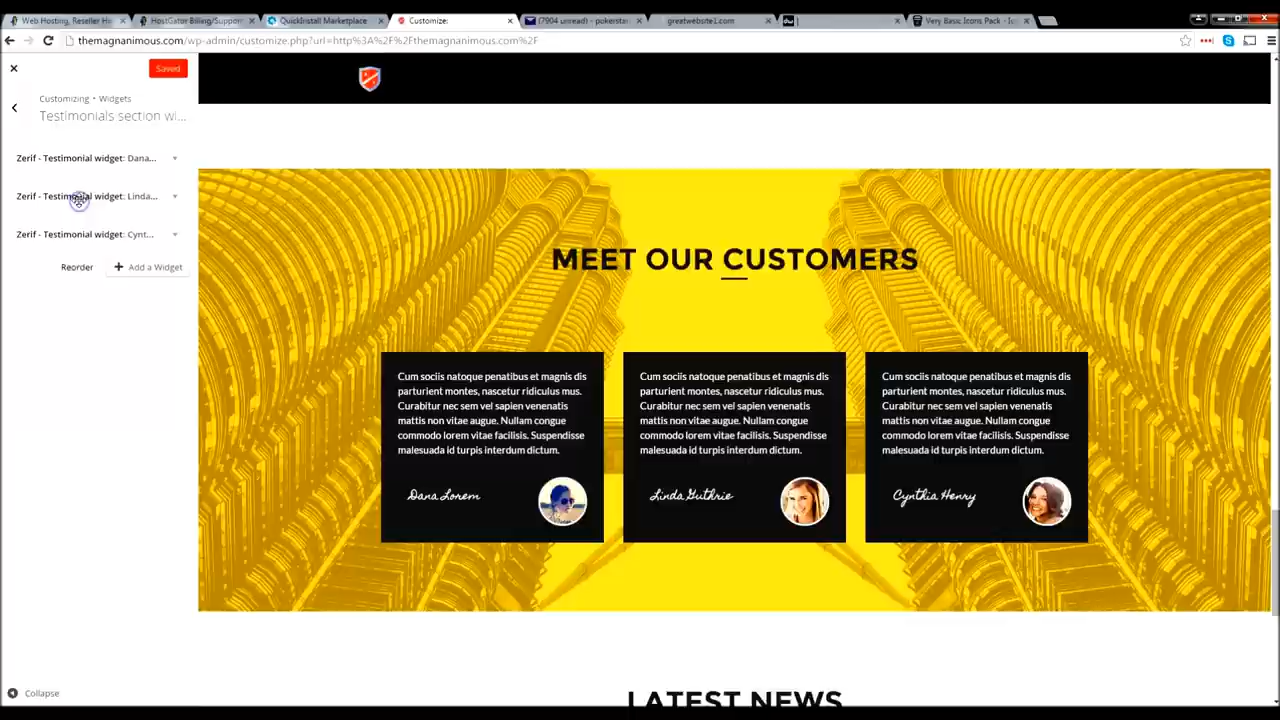 Web Hosting, Reseller H
HostGator Billing/Support
QuickInstall Marketplace
Customize:
(7904 unread) - pokerstar
greatwebsite1.com
Very Basic Icons Pack - Ico
themagnanimous.com/wp-admin/customize.php?url=http%3A%2F%2Fthemagnanimous.com%2F
Saved
Customizing • Widgets
Testimonials section wi...
Zerif - Testimonial widget: Dana...
Zerif - Testimonial widget: Linda...
Zerif - Testimonial widget: Cynt...
Reorder
Add a Widget
MEET OUR CUSTOMERS
Cum sociis natoque penatibus et magnis dis
parturient montes, nascetur ridiculus mus.
Curabitur nec sem vel sapien venenatis
mattis non vitae augue. Nullam congue
commodo lorem vitae facilisis. Suspendisse
malesuada id turpis interdum dictum.
Dana Lorem
Cum sociis natoque penatibus et magnis dis
parturient montes, nascetur ridiculus mus.
Curabitur nec sem vel sapien venenatis
mattis non vitae augue. Nullam congue
commodo lorem vitae facilisis. Suspendisse
malesuada id turpis interdum dictum.
Linda Guthrie
Cum sociis natoque penatibus et magnis dis
parturient montes, nascetur ridiculus mus.
Curabitur nec sem vel sapien venenatis
mattis non vitae augue. Nullam congue
commodo lorem vitae facilisis. Suspendisse
malesuada id turpis interdum dictum.
Cynthia Henry
LATEST NEWS
Collapse